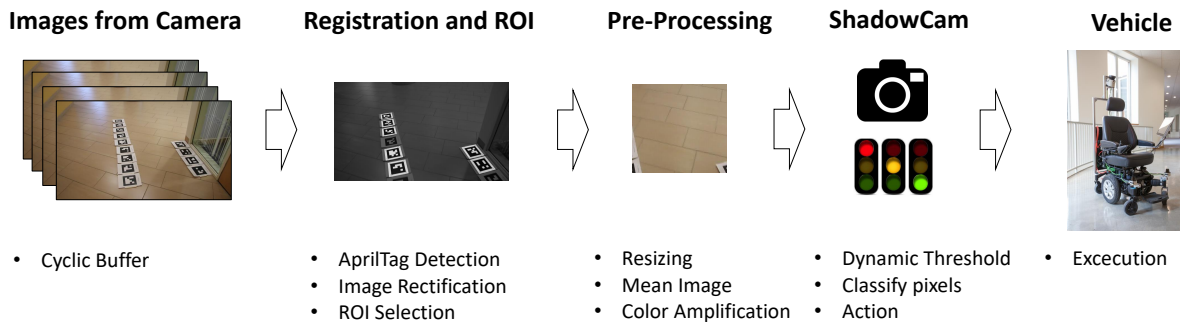 Images from Camera
Registration and ROI
Pre-Processing
ShadowCam
Vehicle
• Cyclic Buffer
• AprilTag Detection
• Image Rectification
• ROI Selection
• Resizing
• Mean Image
• Color Amplification
• Dynamic Threshold
• Classify pixels
• Action
• Excecution